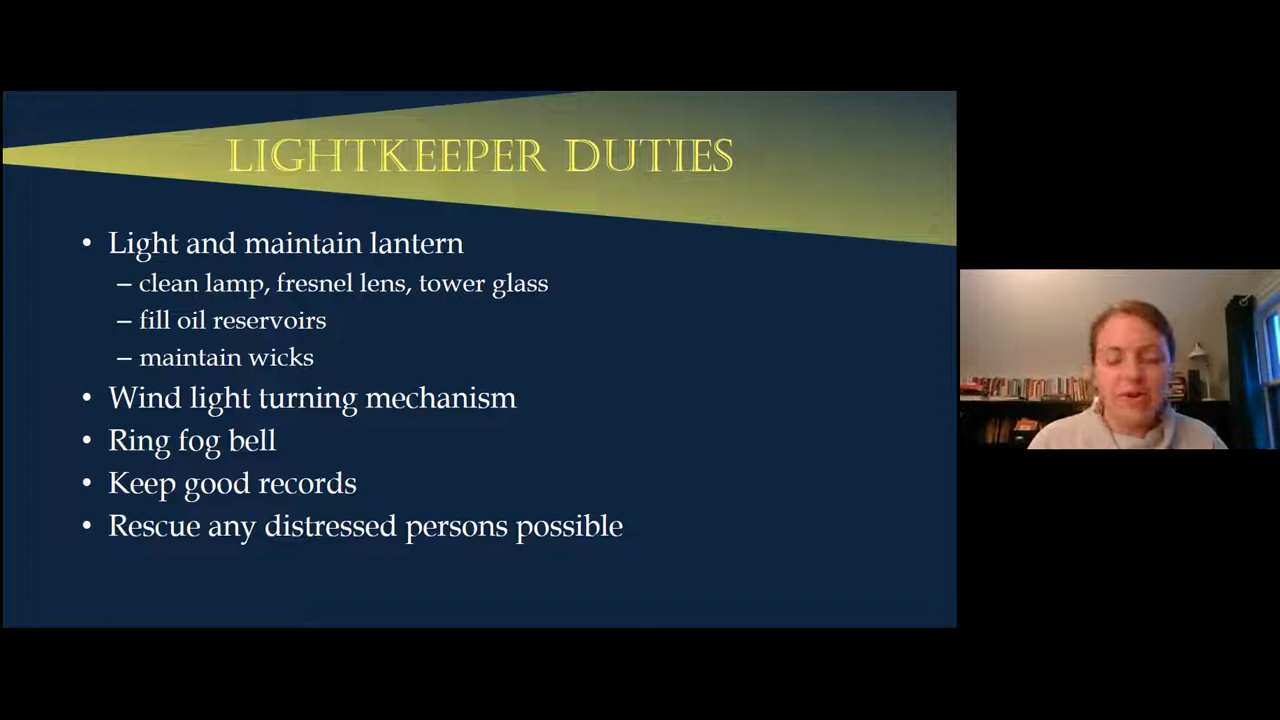 LIGHTKEEPER DUTIES
• Light and maintain lantern
– clean lamp, fresnel lens, tower glass
– fill oil reservoirs
– maintain wicks
• Wind light turning mechanism
• Ring fog bell
• Keep good records
• Rescue any distressed persons possible